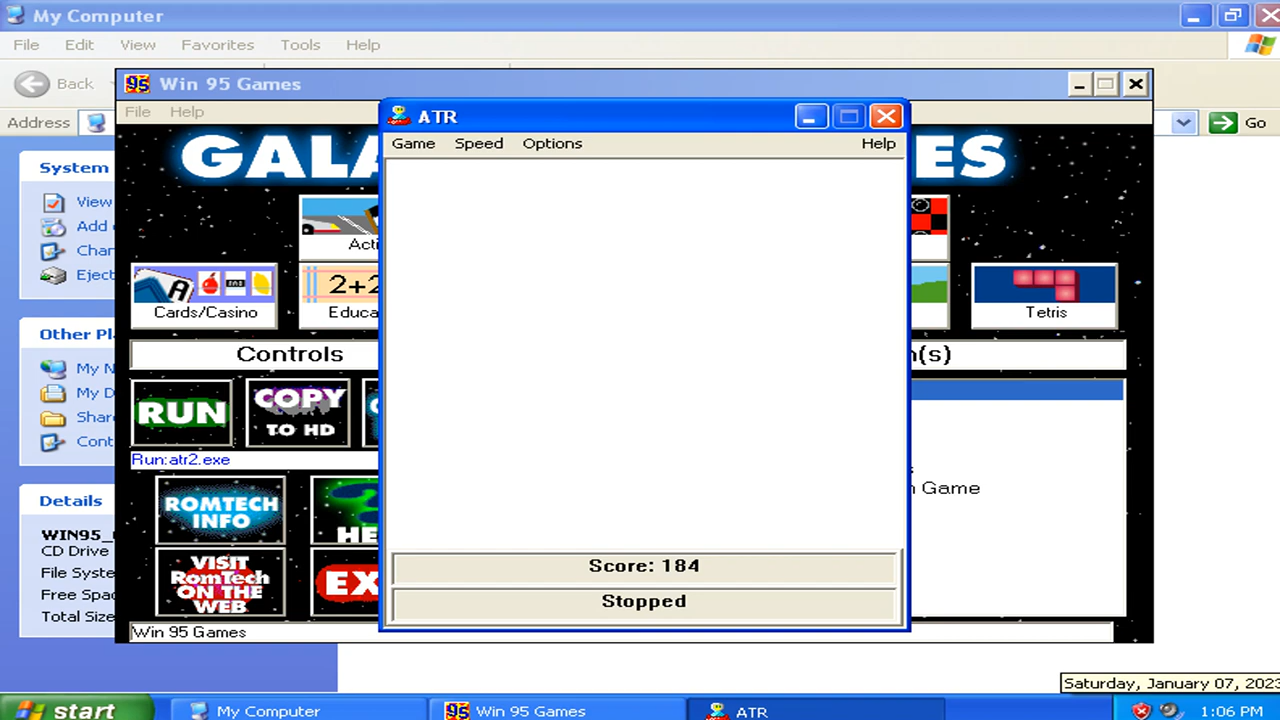 My Computer
File Edit View Favorites Tools Help
Back
Address Go
95 Win 95 Games
File Help
ATR
Game Speed Options Help
GALA ES
System
View
Add
Char
Eject
Acti
A 2+2
Cards/Casino Educa Tetris
Other Pl
My N
My D
Share
Cont
Controls n(s)
RUN COPY TO HD
Run:atr2.exe
ROMTECH INFO HE
n Game
VISIT RomTech ON THE WEB EX
Details
WIN95_
CD Drive
File Syste
Free Spa
Total Size
Score: 184
Stopped
Win 95 Games
Saturday, January 07, 2023
start My Computer 95 Win 95 Games ATR 1:06 PM